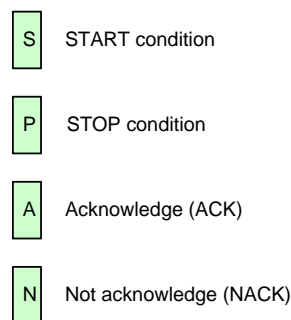 S START condition
P STOP condition
A Acknowledge (ACK)
N Not acknowledge (NACK)